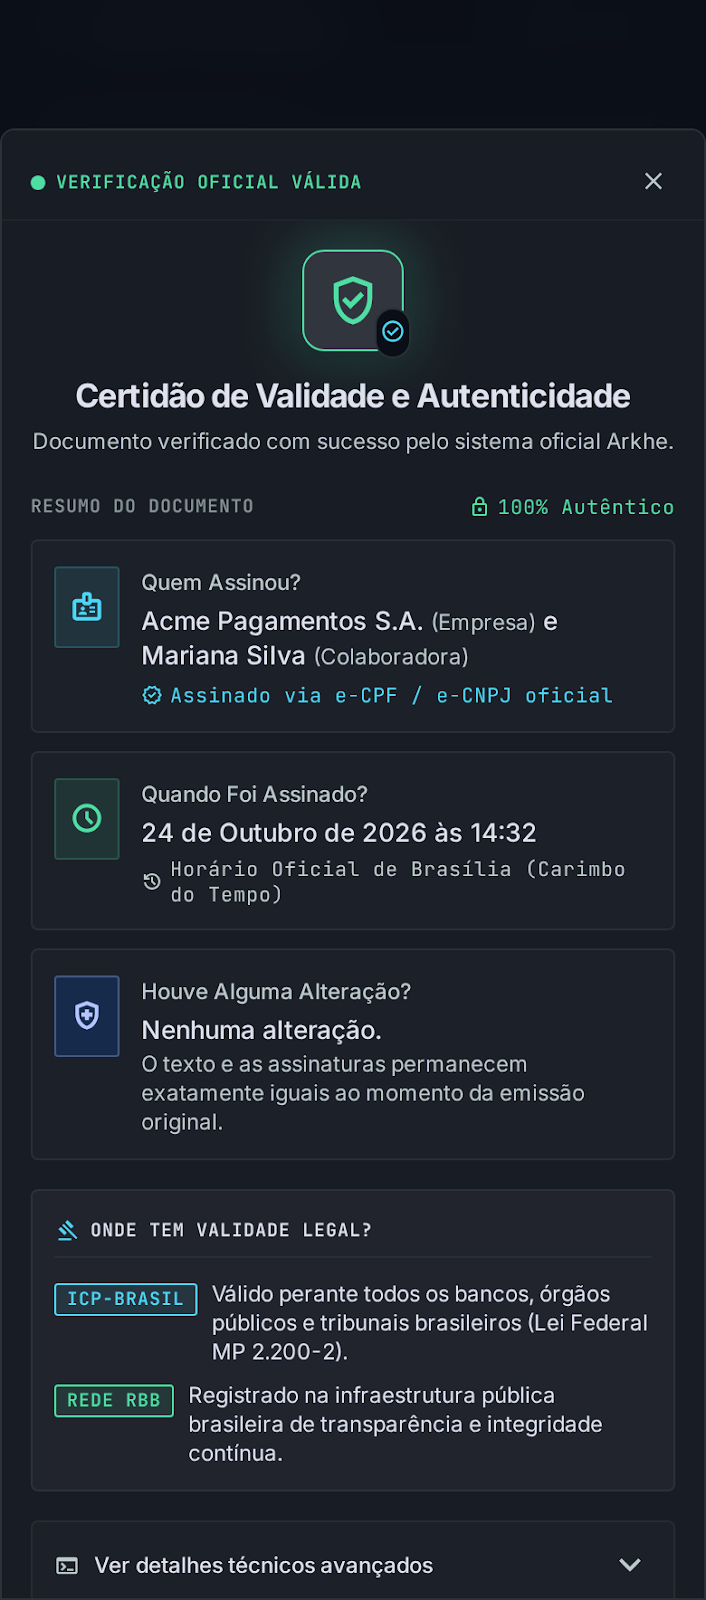 VERIFICAÇÃO OFICIAL VÁLIDA
Certidão de Validade e Autenticidade
Documento verificado com sucesso pelo sistema oficial Arkhe.
RESUMO DO DOCUMENTO
100% Autêntico
Quem Assinou?
Acme Pagamentos S.A. (Empresa) e
Mariana Silva (Colaboradora)
Assinado via e-CPF / e-CNPJ oficial
Quando Foi Assinado?
24 de Outubro de 2026 às 14:32
Horário Oficial de Brasília (Carimbo
do Tempo)
Houve Alguma Alteração?
Nenhuma alteração.
O texto e as assinaturas permanecem
exatamente iguais ao momento da emissão
original.
ONDE TEM VALIDADE LEGAL?
ICP-BRASIL
Válido perante todos os bancos, órgãos
públicos e tribunais brasileiros (Lei Federal
MP 2.200-2).
REDE RBB
Registrado na infraestrutura pública
brasileira de transparência e integridade
contínua.
Ver detalhes técnicos avançados